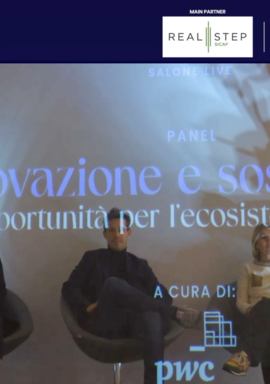 MAIN PARTNER
REAL STEP
SICAF
SALONE LIVE
PANEL
ovazione e sos
portunità per l'ecosist
A CURA DI:
pwc